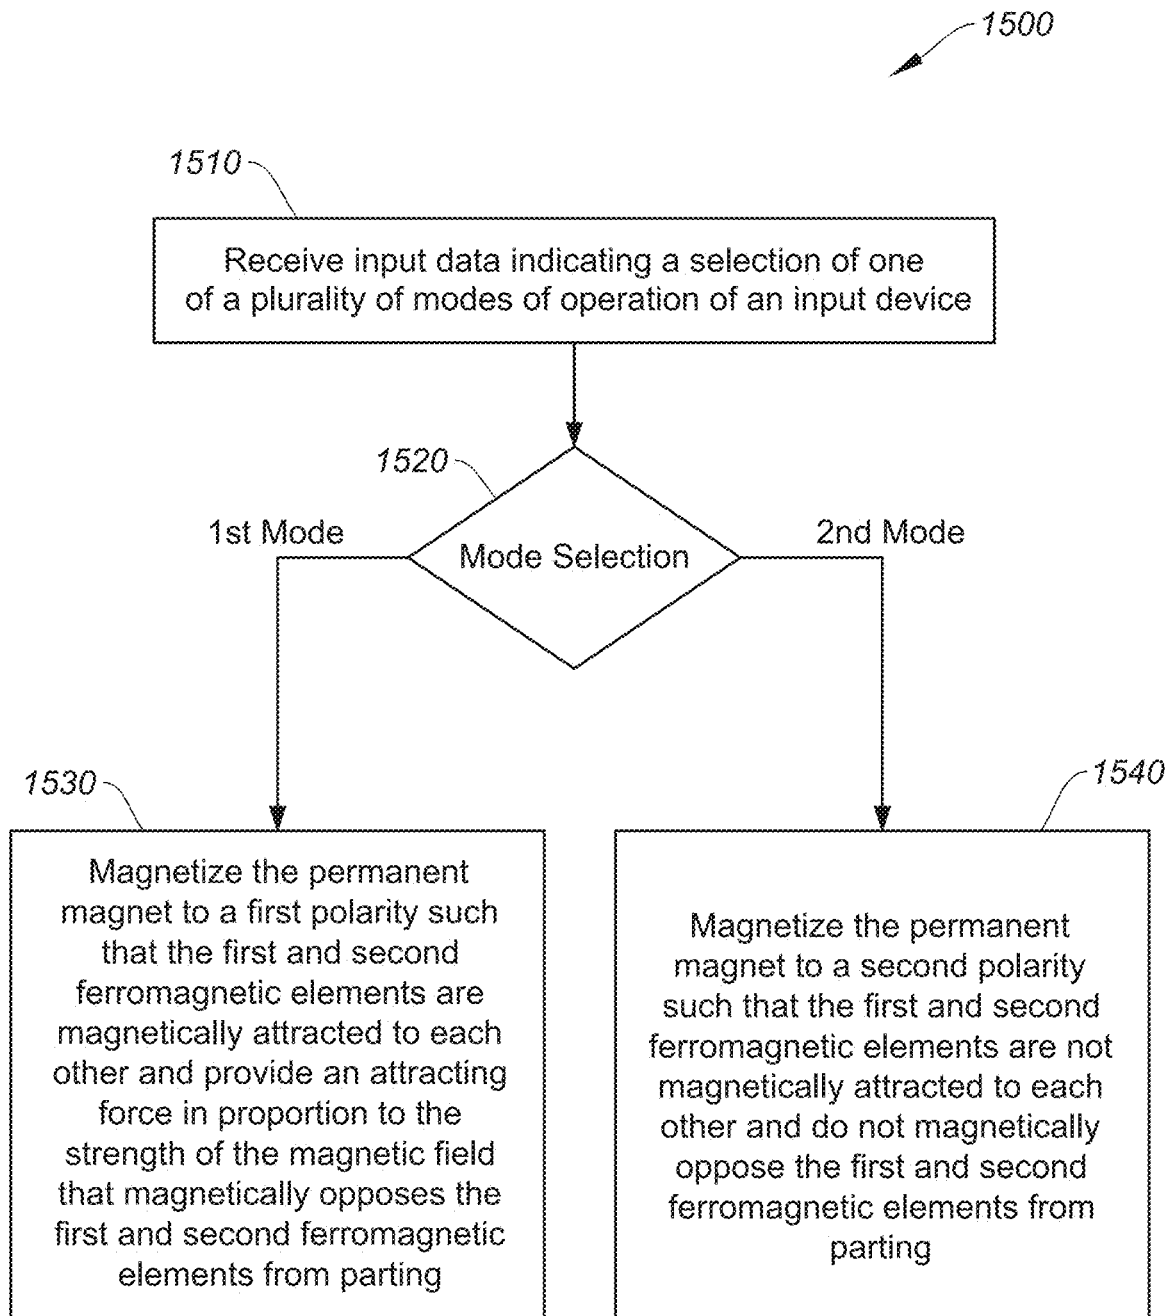 1500
1510
Receive input data indicating a selection of one
of a plurality of modes of operation of an input device
1520
1st Mode
2nd Mode
Mode Selection
1530
1540
Magnetize the permanent
magnet to a first polarity such
that the first and second
ferromagnetic elements are
magnetically attracted to each
other and provide an attracting
force in proportion to the
strength of the magnetic field
that magnetically opposes the
first and second ferromagnetic
elements from parting
Magnetize the permanent
magnet to a second polarity
such that the first and second
ferromagnetic elements are not
magnetically attracted to each
other and do not magnetically
oppose the first and second
ferromagnetic elements from
parting